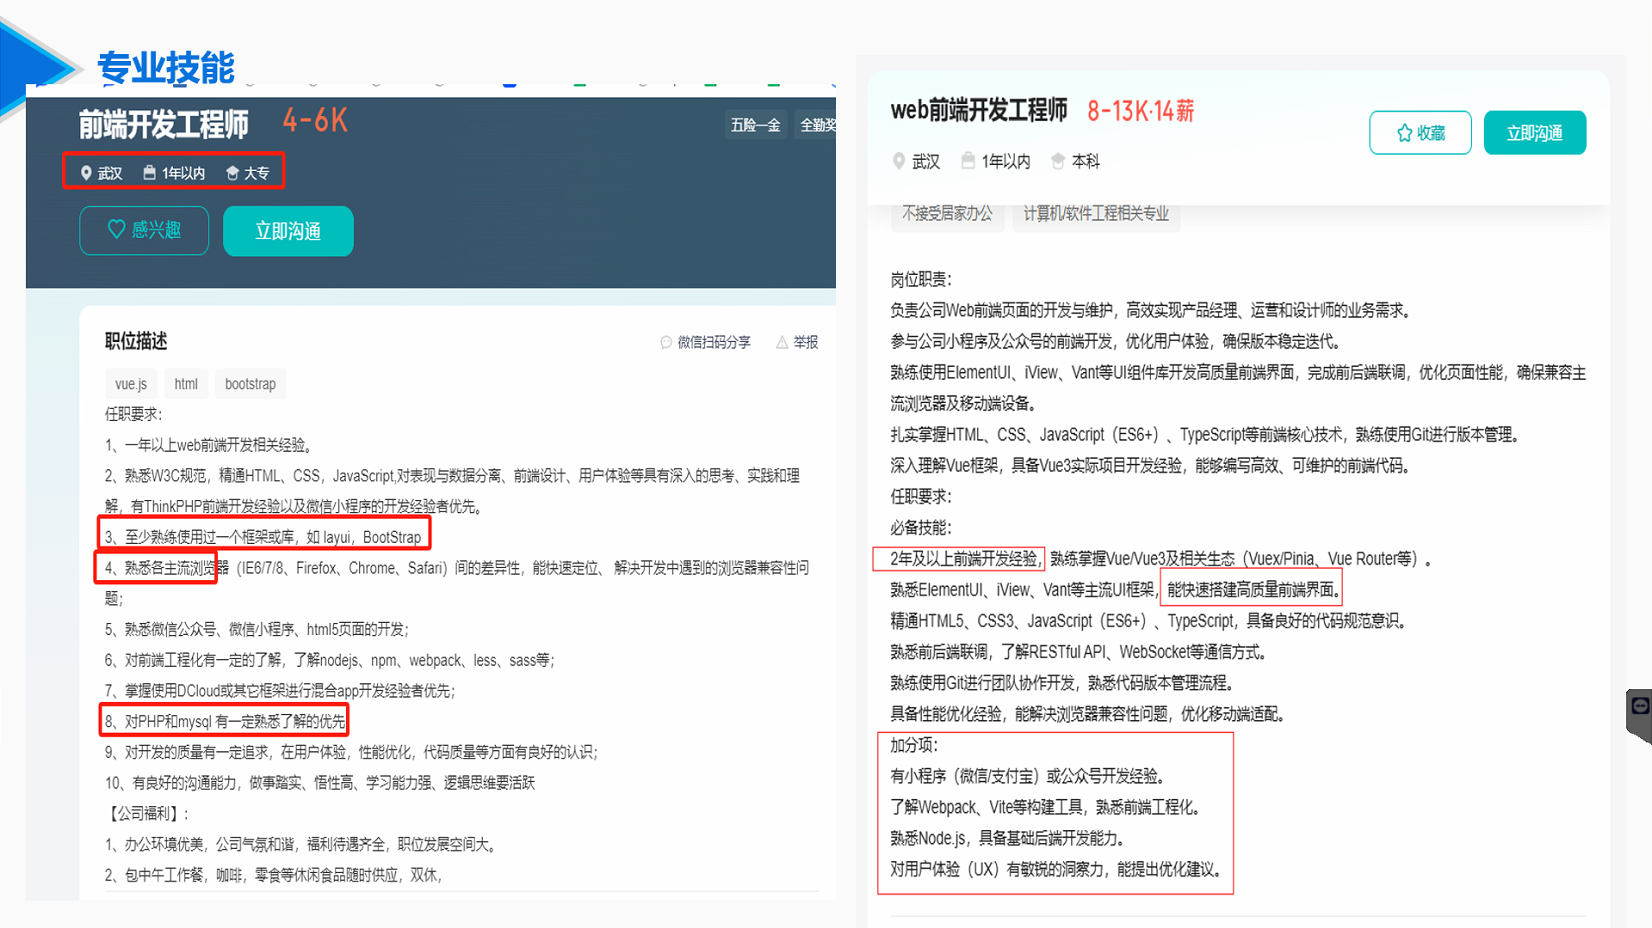 专业技能
前端开发工程师 4-6K
五险一金 全勤奖
武汉 1年以内 大专
感兴趣 立即沟通
职位描述
微信扫码分享 举报
vue.js html bootstrap
任职要求：
1、一年以上web前端开发相关经验。
2、熟悉W3C规范，精通HTML、CSS，JavaScript,对表现与数据分离、前端设计、用户体验等具有深入的思考、实践和理
解，有ThinkPHP前端开发经验以及微信小程序的开发经验者优先。
3、至少熟练使用过一个框架或库，如 layui，BootStrap
4、熟悉各主流浏览器（IE6/7/8、Firefox、Chrome、Safari）间的差异性，能快速定位、 解决开发中遇到的浏览器兼容性问
题；
5、熟悉微信公众号、微信小程序、html5页面的开发；
6、对前端工程化有一定的了解，了解nodejs、npm、webpack、less、sass等；
7、掌握使用DCloud或其它框架进行混合app开发经验者优先；
8、对PHP和mysql 有一定熟悉了解的优先
9、对开发的质量有一定追求，在用户体验，性能优化，代码质量等方面有良好的认识；
10、有良好的沟通能力，做事踏实、悟性高、学习能力强、逻辑思维要活跃
【公司福利】：
1、办公环境优美，公司气氛和谐，福利待遇齐全，职位发展空间大。
2、包中午工作餐，咖啡，零食等休闲食品随时供应，双休，
web前端开发工程师 8-13K·14薪
武汉 1年以内 本科
收藏 立即沟通
不接受居家办公 计算机/软件工程相关专业
岗位职责：
负责公司Web前端页面的开发与维护，高效实现产品经理、运营和设计师的业务需求。
参与公司小程序及公众号的前端开发，优化用户体验，确保版本稳定迭代。
熟练使用ElementUI、iView、Vant等UI组件库开发高质量前端界面，完成前后端联调，优化页面性能，确保兼容主
流浏览器及移动端设备。
扎实掌握HTML、CSS、JavaScript（ES6+）、TypeScript等前端核心技术，熟练使用Git进行版本管理。
深入理解Vue框架，具备Vue3实际项目开发经验，能够编写高效、可维护的前端代码。
任职要求：
必备技能：
2年及以上前端开发经验，熟练掌握Vue/Vue3及相关生态（Vuex/Pinia、Vue Router等）。
熟悉ElementUI、iView、Vant等主流UI框架，能快速搭建高质量前端界面。
精通HTML5、CSS3、JavaScript（ES6+）、TypeScript，具备良好的代码规范意识。
熟悉前后端联调，了解RESTful API、WebSocket等通信方式。
熟练使用Git进行团队协作开发，熟悉代码版本管理流程。
具备性能优化经验，能解决浏览器兼容性问题，优化移动端适配。
加分项：
有小程序（微信/支付宝）或公众号开发经验。
了解Webpack、Vite等构建工具，熟悉前端工程化。
熟悉Node.js，具备基础后端开发能力。
对用户体验（UX）有敏锐的洞察力，能提出优化建议。